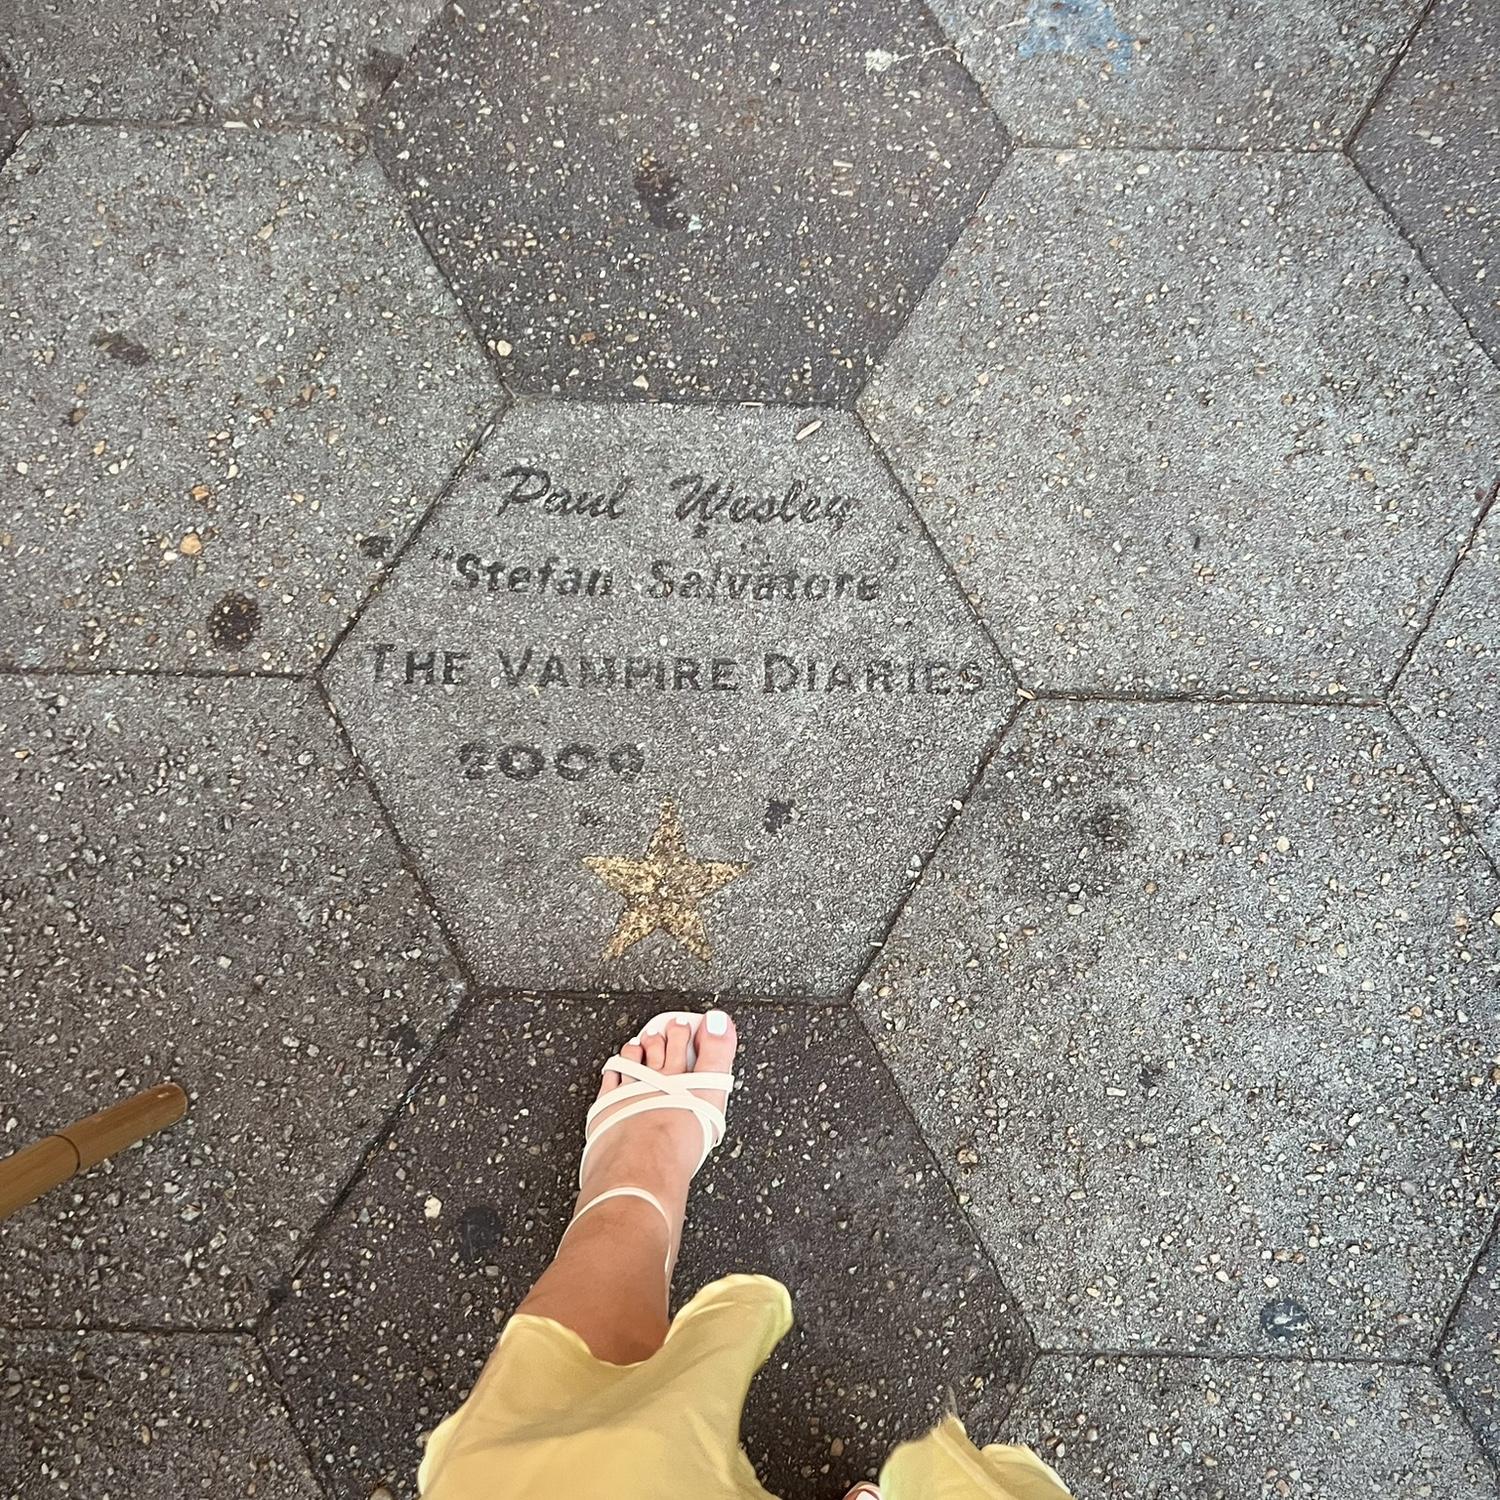 Paul Wesley
"Stefan Salvatore"
THE VAMPIRE DIARIES
2009